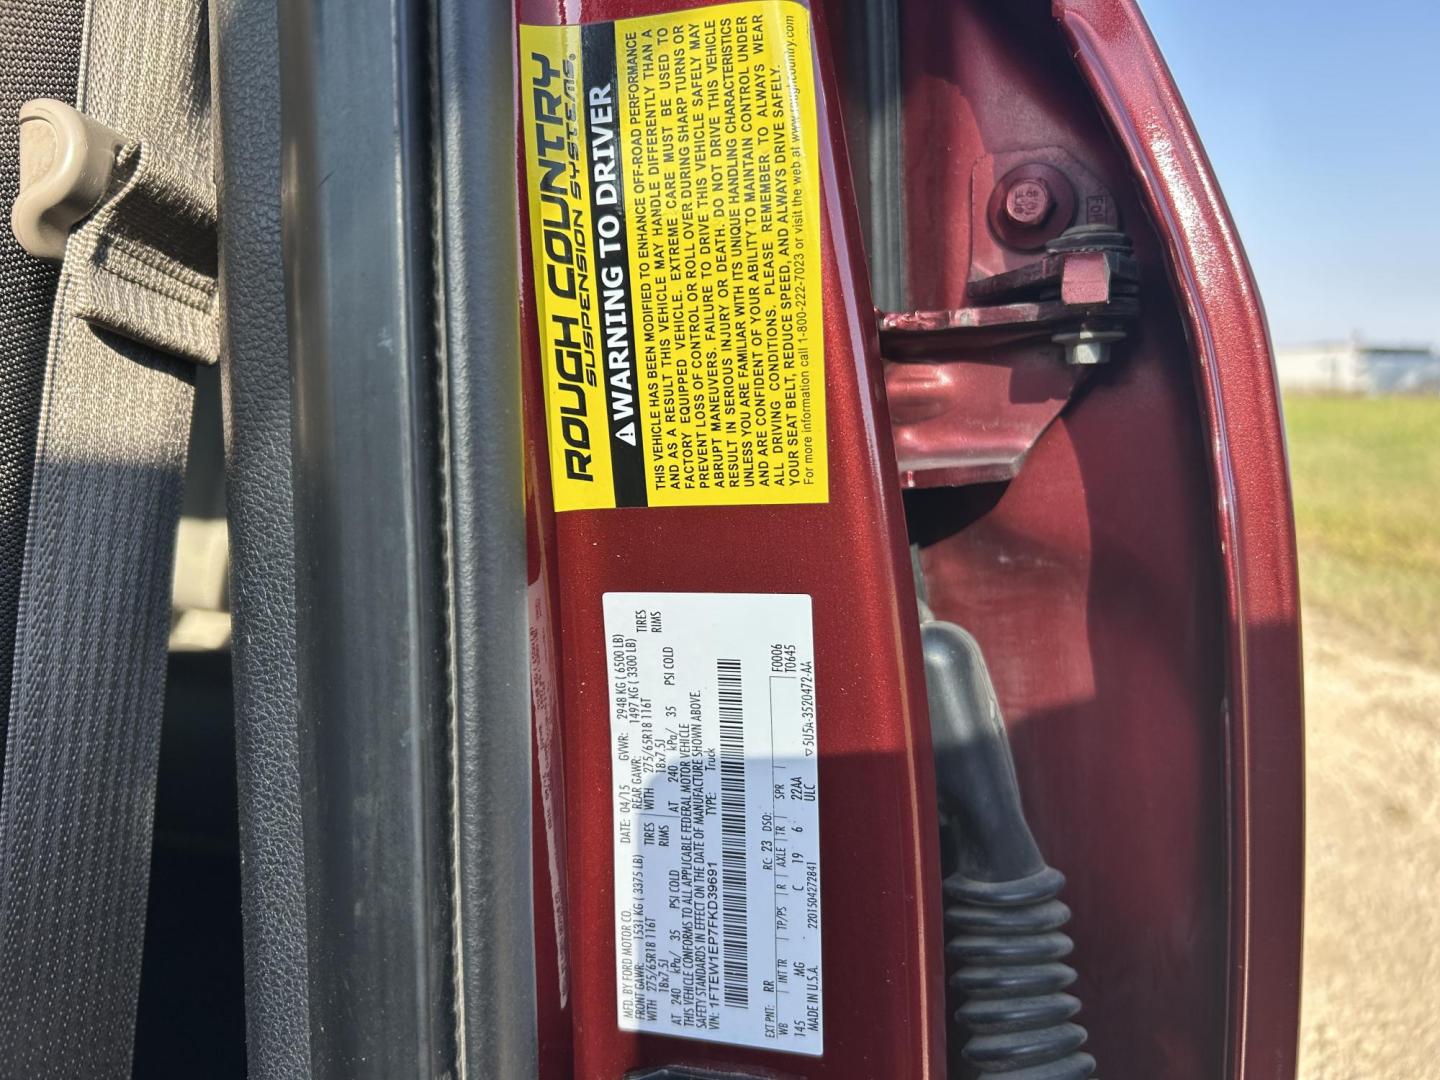 ROUGH COUNTRY
SUSPENSION SYSTEMS®
⚠WARNING TO DRIVER
THIS VEHICLE HAS BEEN MODIFIED TO ENHANCE OFF-ROAD PERFORMANCE
AND AS A RESULT THIS VEHICLE MAY HANDLE DIFFERENTLY THAN A
FACTORY EQUIPPED VEHICLE. EXTREME CARE MUST BE USED TO
PREVENT LOSS OF CONTROL OR ROLL OVER DURING SHARP TURNS OR
ABRUPT MANEUVERS. FAILURE TO DRIVE THIS VEHICLE SAFELY MAY
RESULT IN SERIOUS INJURY OR DEATH. DO NOT DRIVE THIS VEHICLE
UNLESS YOU ARE FAMILIAR WITH ITS UNIQUE HANDLING CHARACTERISTICS
AND ARE CONFIDENT OF YOUR ABILITY TO MAINTAIN CONTROL UNDER
ALL DRIVING CONDITIONS. PLEASE REMEMBER TO ALWAYS WEAR
YOUR SEAT BELT, REDUCE SPEED, AND ALWAYS DRIVE SAFELY.
For more information call 1-800-222-7023 or visit the web at www.roughcountry.com
MFD. BY FORD MOTOR CO. DATE: 04/15 GVWR: 2948 KG ( 6500 LB)
FRONT GAWR: 1531 KG ( 3375 LB) REAR GAWR: 1497 KG ( 3300 LB)
WITH 275/65R18 116T TIRES WITH 275/65R18 116T TIRES
18x7.5J RIMS 18x7.5J RIMS
AT 240 kPa/ 35 PSI COLD AT 240 kPa/ 35 PSI COLD
THIS VEHICLE CONFORMS TO ALL APPLICABLE FEDERAL MOTOR VEHICLE
SAFETY STANDARDS IN EFFECT ON THE DATE OF MANUFACTURE SHOWN ABOVE.
VIN: 1FTEW1EP7FKD39691 TYPE: Truck
F0006
EXT PNT: RR RC: 23 DSO: T0645
WB INT TR TP/PS R AXLE TR SPR
145 MG C 19 6 22AA
MADE IN U.S.A. 2201504272841 ULC ▽5U5A-3520472-AA